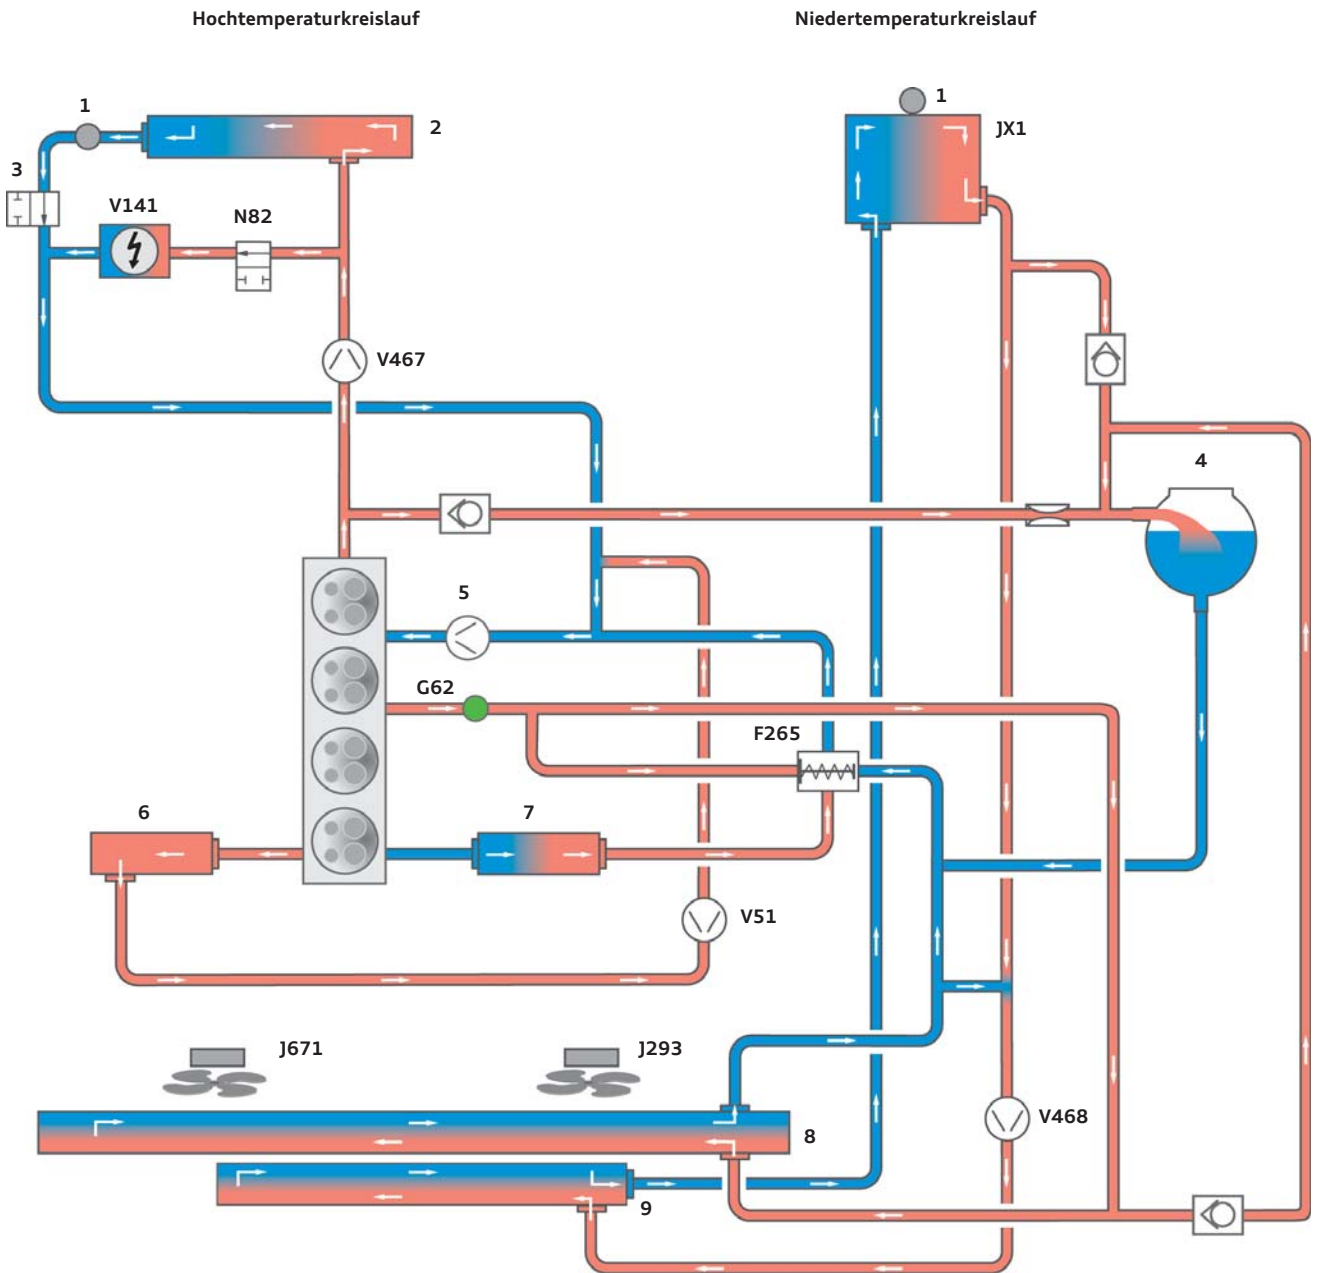 Hochtemperaturkreislauf
Niedertemperaturkreislauf
1
1
2
JX1
3
V141
N82
V467
4
5
G62
F265
6
7
V51
J671
J293
V468
8
9